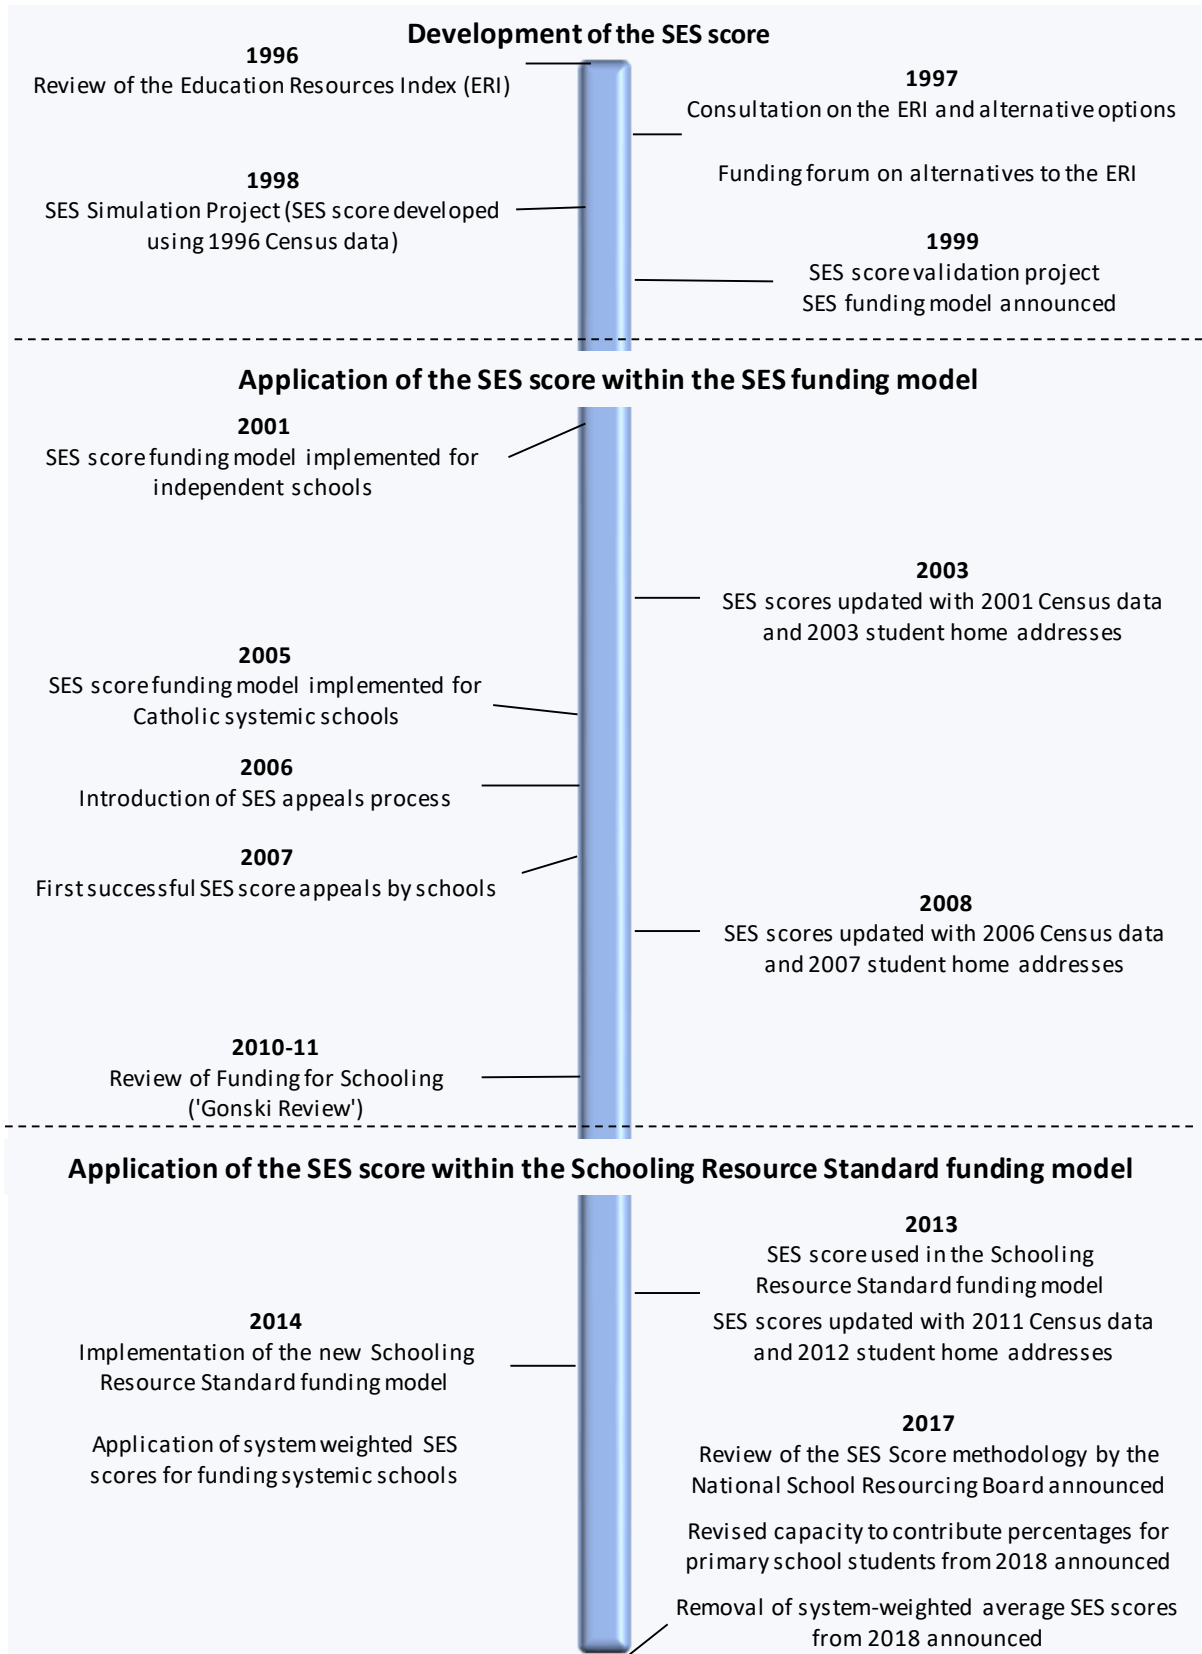 Development of the SES score
1996
Review of the Education Resources Index (ERI)
1997
Consultation on the ERI and alternative options
Funding forum on alternatives to the ERI
1998
SES Simulation Project (SES score developed
using 1996 Census data)
1999
SES score validation project
SES funding model announced
Application of the SES score within the SES funding model
2001
SES score funding model implemented for
independent schools
2003
SES scores updated with 2001 Census data
and 2003 student home addresses
2005
SES score funding model implemented for
Catholic systemic schools
2006
Introduction of SES appeals process
2007
First successful SES score appeals by schools
2008
SES scores updated with 2006 Census data
and 2007 student home addresses
2010-11
Review of Funding for Schooling
('Gonski Review')
Application of the SES score within the Schooling Resource Standard funding model
2013
SES score used in the Schooling
Resource Standard funding model
SES scores updated with 2011 Census data
and 2012 student home addresses
2014
Implementation of the new Schooling
Resource Standard funding model
Application of system weighted SES
scores for funding systemic schools
2017
Review of the SES Score methodology by the
National School Resourcing Board announced
Revised capacity to contribute percentages for
primary school students from 2018 announced
Removal of system-weighted average SES scores
from 2018 announced